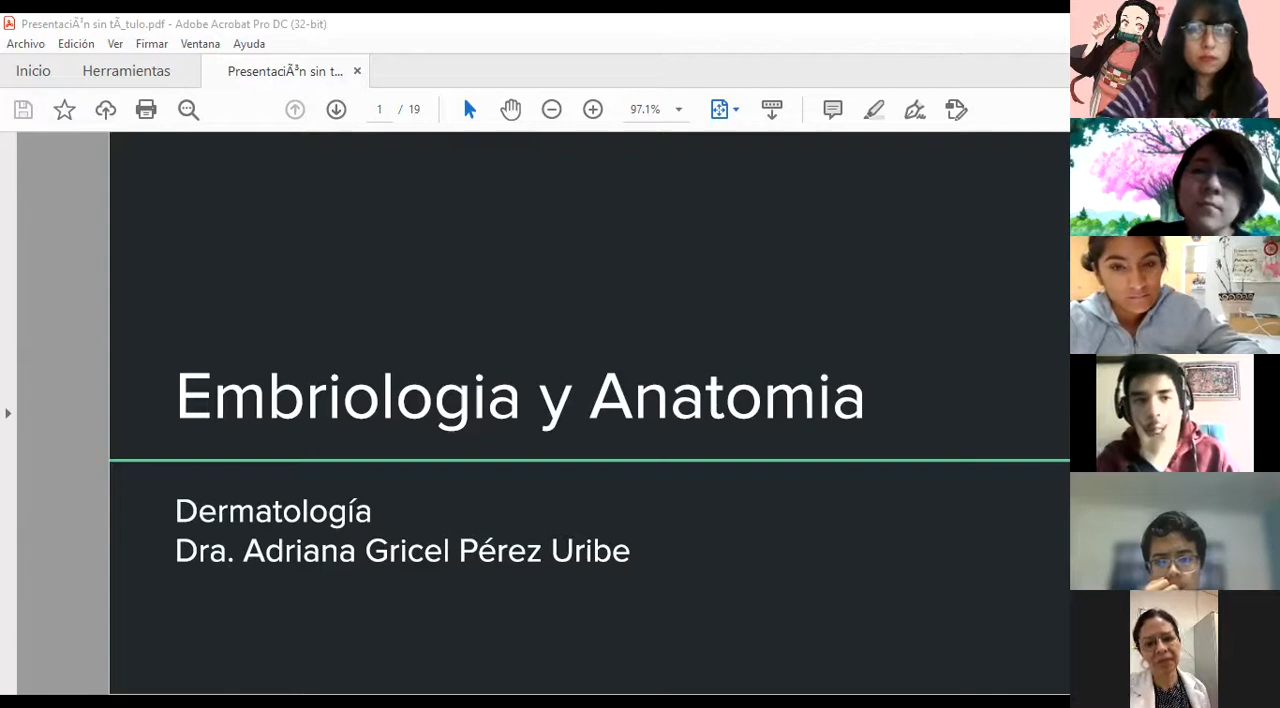 PresentaciÃ³n sin tÃ_tulo.pdf - Adobe Acrobat Pro DC (32-bit)
Archivo Edición Ver Firmar Ventana Ayuda
Inicio Herramientas PresentaciÃ³n sin t... ×
1 / 19 97.1%
Embriologia y Anatomia
Dermatología
Dra. Adriana Gricel Pérez Uribe